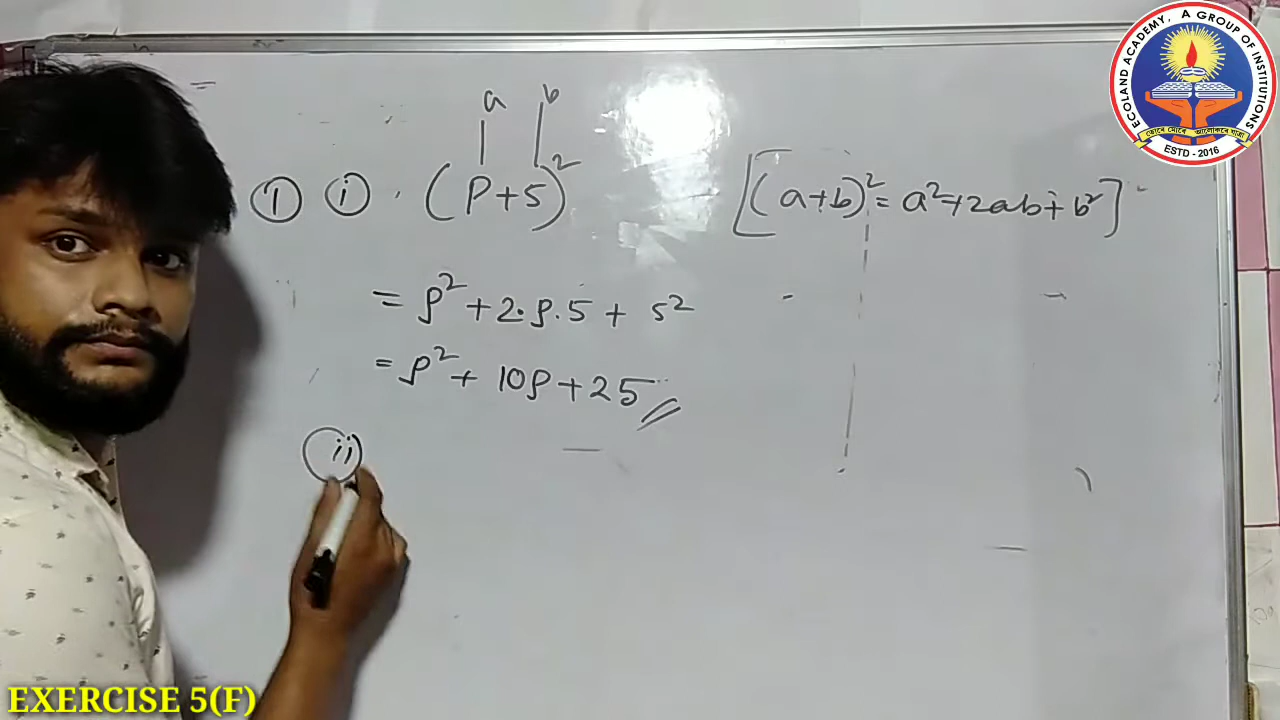 a b
① ⓘ . (P+5)² [(a+b)² = a²+2ab+b²]
= p² + 2.p.5 + 5²
= p² + 10p + 25
ii
ECOLAND ACADEMY, A GROUP OF INSTITUTIONS
ESTD - 2016
EXERCISE 5(F)